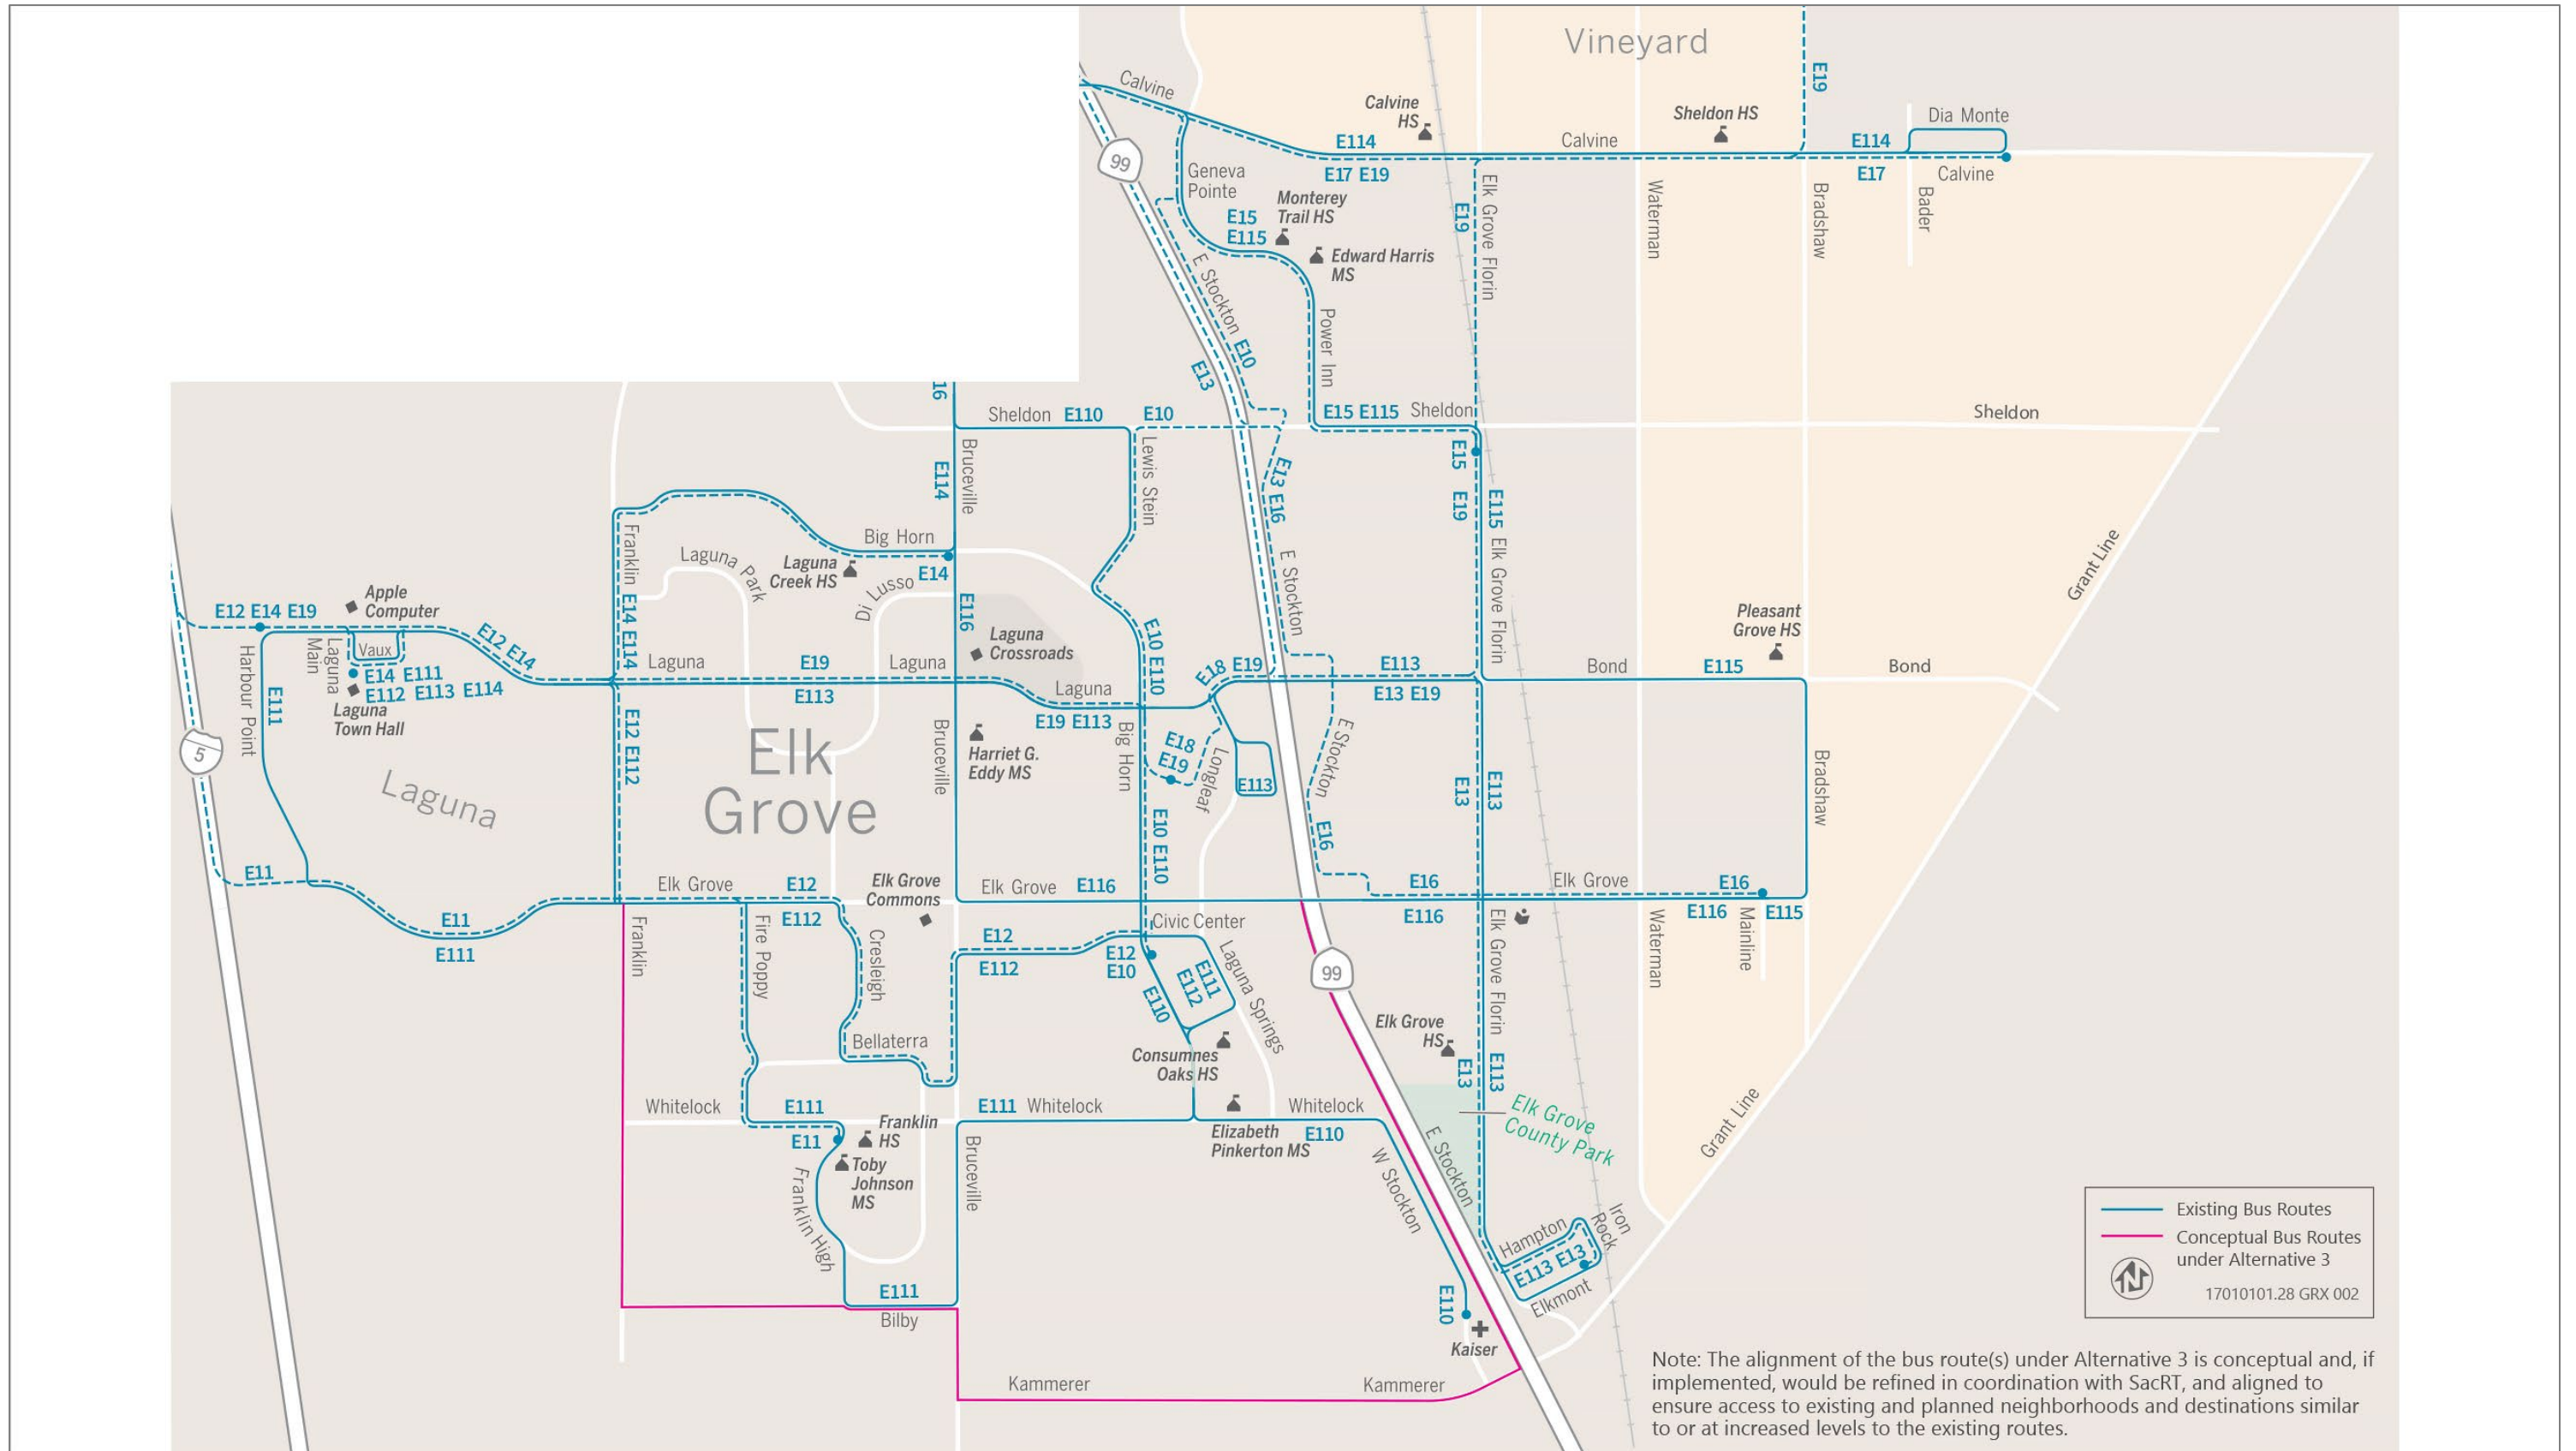 Vineyard
E19
Calvine
Calvine
HS
Sheldon HS
Dia Monte
E114
Calvine
E114
99
E17 E19
E17
Calvine
Geneva
Pointe
Monterey
Trail HS
E15
E115
Edward Harris
MS
E19
Elk Grove Florin
Waterman
Bradshaw
Bader
E Stockton
E10
E13
Power Inn
16
Sheldon
E110
E10
E15 E115
Sheldon
Sheldon
E114
Bruceville
Lewis Stein
E13 E16
E15
E19
E115
Elk Grove Florin
Franklin
E14 E114
Big Horn
Laguna
Creek HS
E14
Laguna Park
Di Lusso
E Stockton
Grant Line
Apple
Computer
E12 E14 E19
E12 E14
E116
Laguna
Crossroads
E10 E110
Pleasant
Grove HS
Harbour Point
Laguna
Main
Vaux
E14 E111
E112 E113 E114
Laguna
Town Hall
E111
Laguna
E19
E113
Laguna
Laguna
E19 E113
E18
E19
E113
E13 E19
Bond
E115
Bond
5
Laguna
E12 E112
Elk
Grove
Bruceville
Harriet G.
Eddy MS
Big Horn
E18
E19
Longleaf
E113
E Stockton
E13
E113
Bradshaw
E10 E110
E16
E11
Elk Grove
E12
E112
Elk Grove
Commons
Elk Grove
E116
E16
E116
Elk Grove
E16
E116
E115
E11
E111
Franklin
Fire Poppy
Cresleigh
E12
E112
Civic Center
E12
E10
E110
E111
E112
Laguna Springs
99
Elk Grove Florin
Waterman
Mainline
Bellaterra
Consumnes
Oaks HS
Elk Grove
HS
E13
E113
Whitelock
E111
E11
Franklin
HS
Toby
Johnson
MS
Franklin High
E111
Whitelock
Bruceville
Elizabeth
Pinkerton MS
Whitelock
E110
W Stockton
E Stockton
Elk Grove
County Park
Grant Line
Hampton
Iron
Rock
E113 E13
Elkmont
E111
Bilby
E110
Kaiser
Kammerer
Kammerer
Existing Bus Routes
Conceptual Bus Routes
under Alternative 3
N
17010101.28 GRX 002
Note: The alignment of the bus route(s) under Alternative 3 is conceptual and, if
implemented, would be refined in coordination with SacRT, and aligned to
ensure access to existing and planned neighborhoods and destinations similar
to or at increased levels to the existing routes.